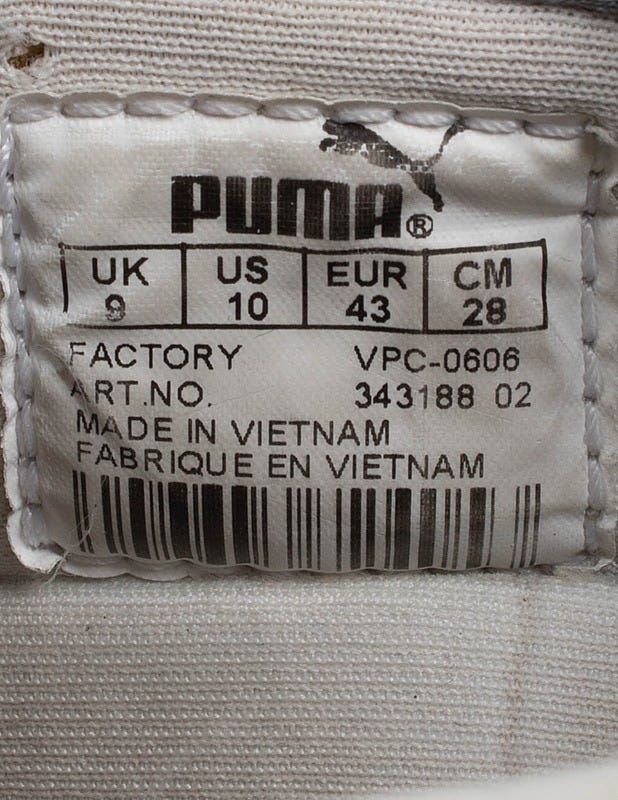 PUMA®
UK US EUR CM
9 10 43 28
FACTORY VPC-0606
ART.NO. 343188 02
MADE IN VIETNAM
FABRIQUE EN VIETNAM